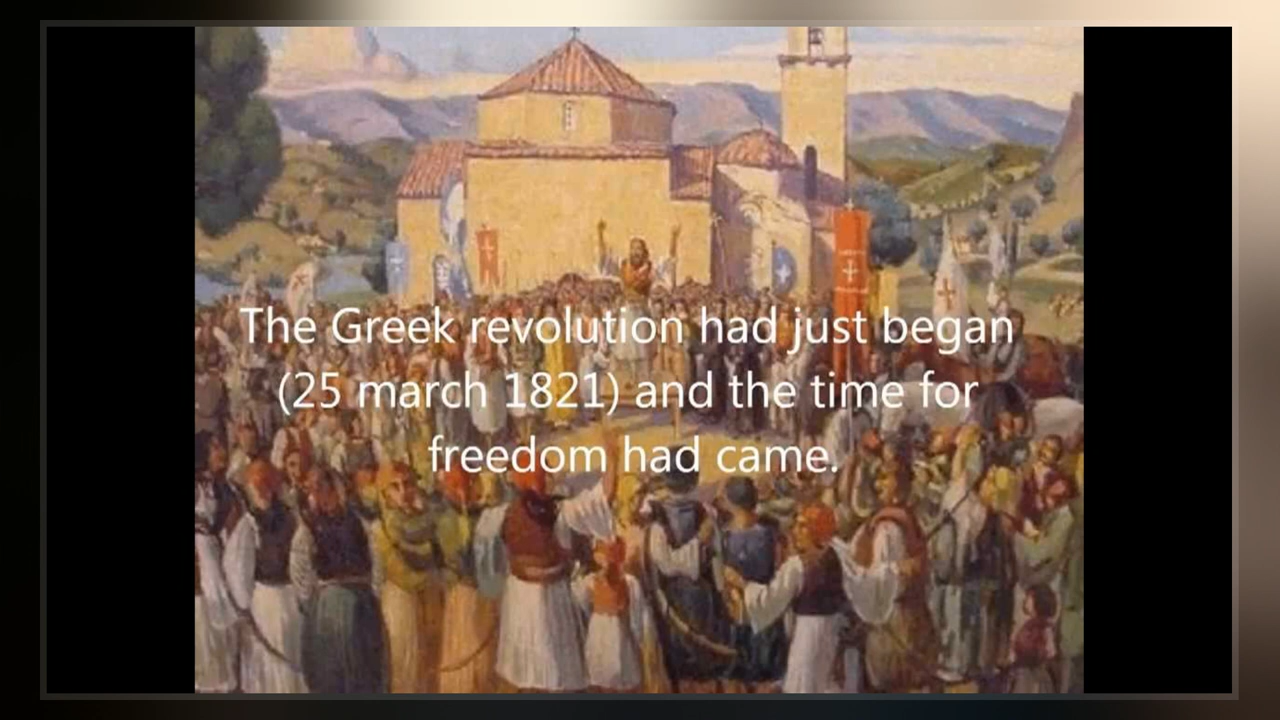 The Greek revolution had just began
(25 march 1821) and the time for
freedom had came.